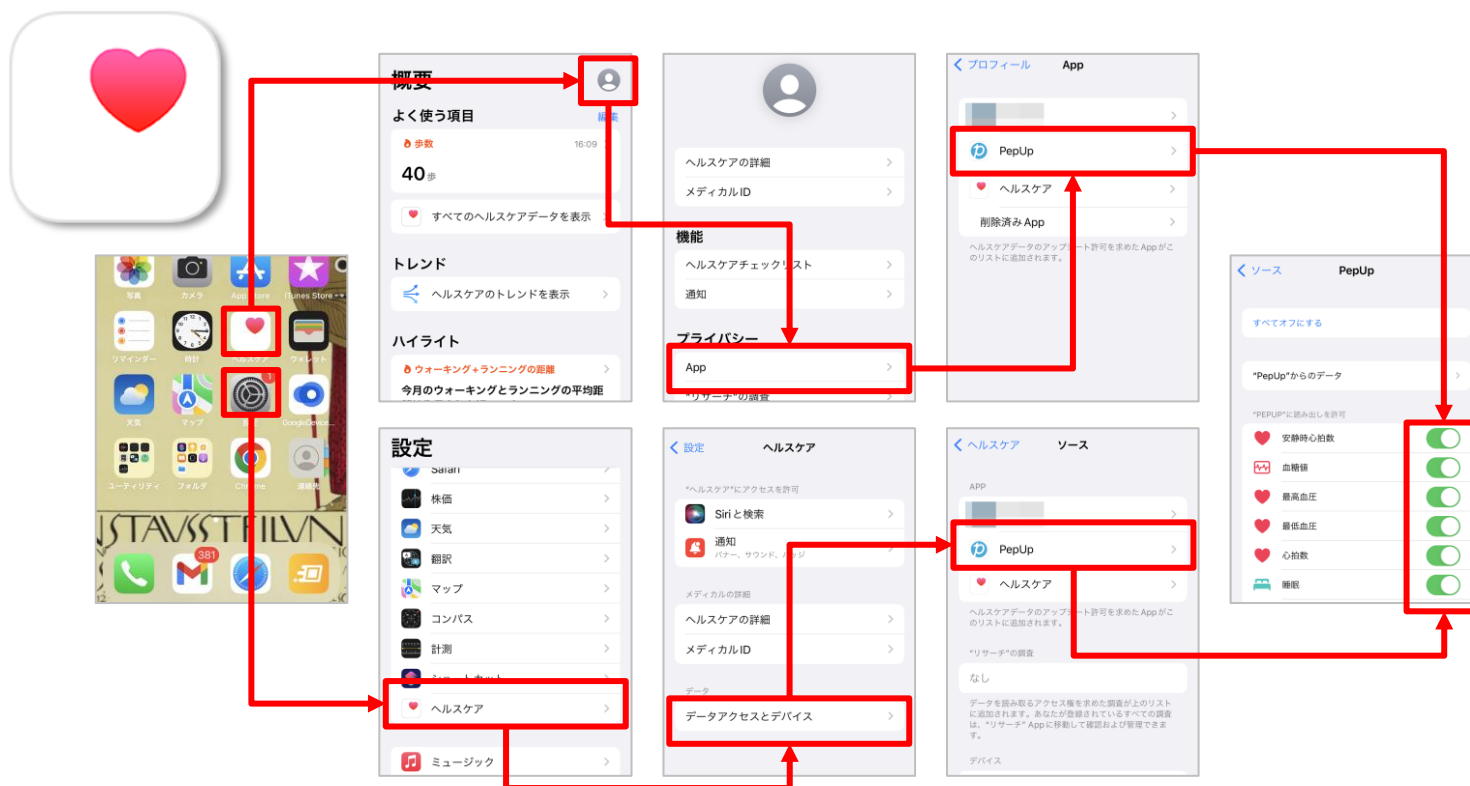 概要
よく使う項目
編集
歩数
16:09
40歩
すべてのヘルスケアデータを表示
トレンド
ヘルスケアのトレンドを表示
ハイライト
ウォーキング+ランニングの距離
今月のウォーキングとランニングの平均距
ヘルスケアの詳細
メディカルID
機能
ヘルスケアチェックリスト
通知
プライバシー
App
"リサーチ"の調査
プロフィール
App
PepUp
ヘルスケア
削除済み App
ヘルスケアデータのアップデート許可を求めた App がこ
のリストに追加されます。
写真
カメラ
App Store
iTunes Store
リマインダー
時計
ヘルスケア
ウォレット
天気
マップ
設定
1
ユーティリティ
フォルダ
Chrome
連絡先
381
設定
Safari
株価
天気
翻訳
マップ
コンパス
計測
ショートカット
ヘルスケア
ミュージック
設定
ヘルスケア
"ヘルスケア"にアクセスを許可
Siri と検索
通知
バナー、サウンド、バッジ
メディカルの詳細
ヘルスケアの詳細
メディカルID
データ
データアクセスとデバイス
ヘルスケア
ソース
APP
PepUp
ヘルスケア
ヘルスケアデータのアップデート許可を求めた App がこ
のリストに追加されます。
"リサーチ"の調査
なし
データを読み取るアクセス権を求めた調査が上のリスト
に追加されます。あなたが登録されているすべての調査
は、"リサーチ" App に移動して確認および管理できま
す。
デバイス
ソース
PepUp
すべてオフにする
"PepUp"からのデータ
"PEPUP"に読み出しを許可
安静時心拍数
血糖値
最高血圧
最低血圧
心拍数
睡眠